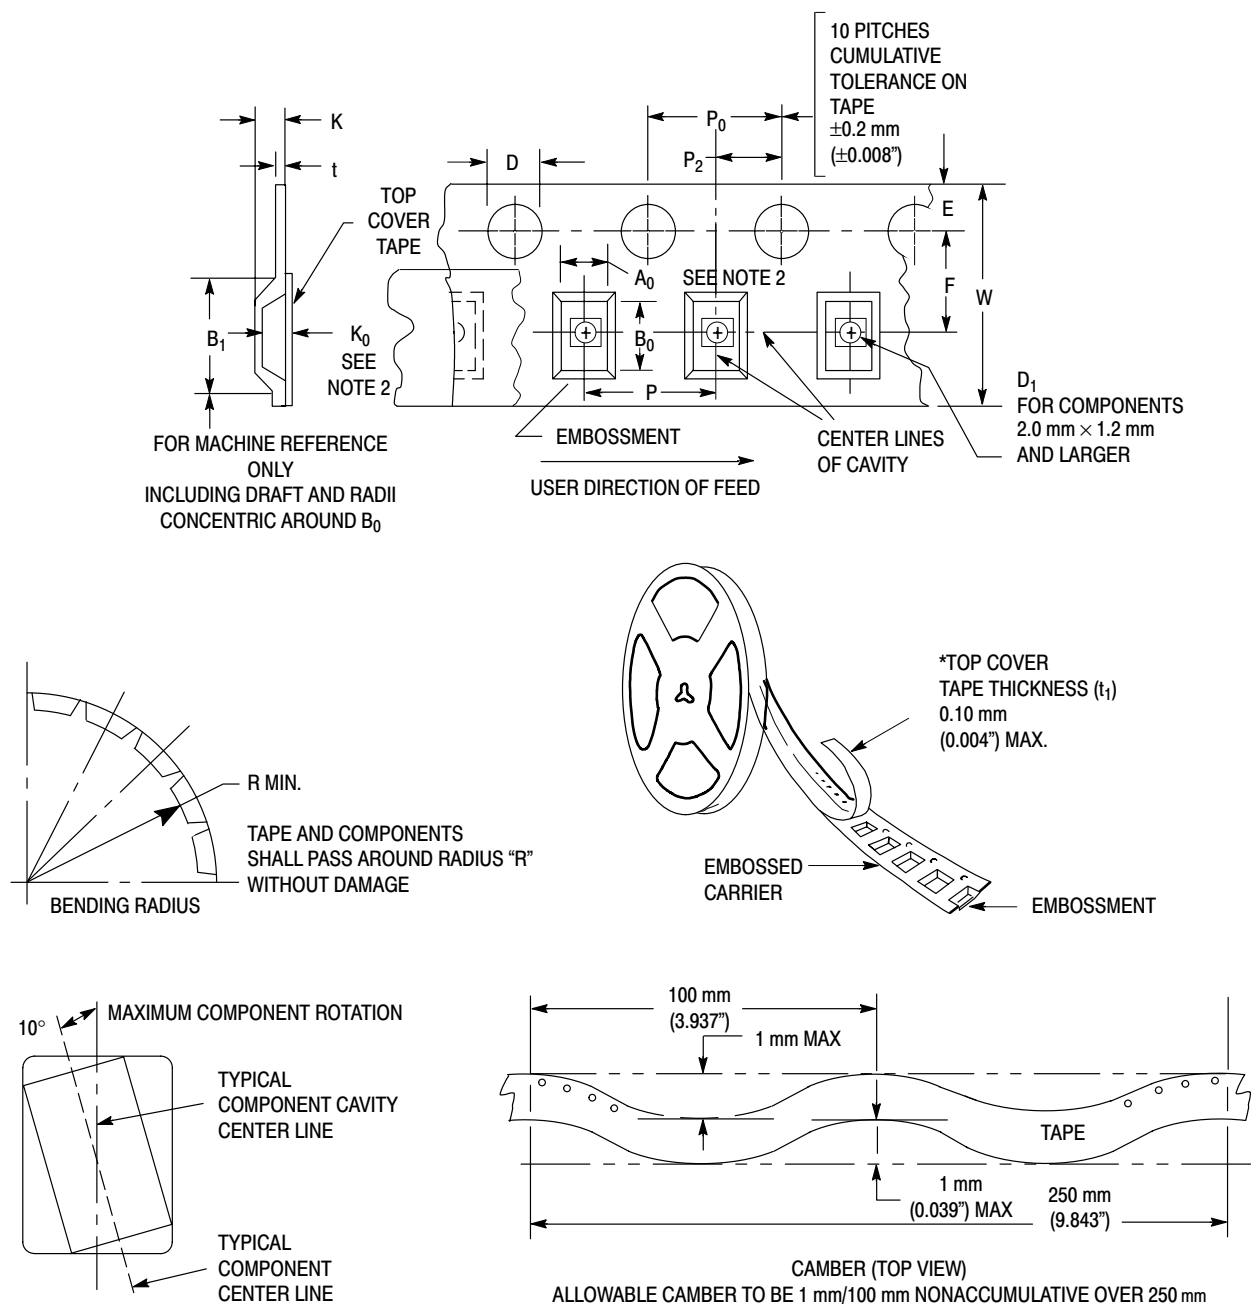 10 PITCHES
CUMULATIVE
TOLERANCE ON
TAPE
±0.2 mm
(±0.008”)
K
t
P0
P2
D
E
TOP
COVER
TAPE
A0
SEE NOTE 2
F
W
B1
K0
SEE
NOTE 2
B0
P
D1
FOR COMPONENTS
2.0 mm × 1.2 mm
AND LARGER
EMBOSSMENT
CENTER LINES
OF CAVITY
FOR MACHINE REFERENCE
ONLY
INCLUDING DRAFT AND RADII
CONCENTRIC AROUND B0
USER DIRECTION OF FEED
R MIN.
TAPE AND COMPONENTS
SHALL PASS AROUND RADIUS “R”
WITHOUT DAMAGE
BENDING RADIUS
*TOP COVER
TAPE THICKNESS (t1)
0.10 mm
(0.004”) MAX.
EMBOSSED
CARRIER
EMBOSSMENT
10°
MAXIMUM COMPONENT ROTATION
TYPICAL
COMPONENT CAVITY
CENTER LINE
TYPICAL
COMPONENT
CENTER LINE
100 mm
(3.937”)
1 mm MAX
TAPE
1 mm
(0.039”) MAX
250 mm
(9.843”)
CAMBER (TOP VIEW)
ALLOWABLE CAMBER TO BE 1 mm/100 mm NONACCUMULATIVE OVER 250 mm